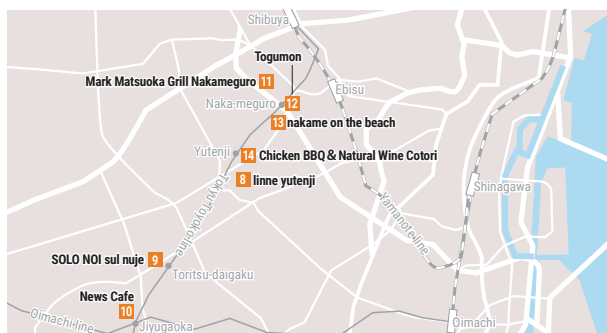 Shibuya
Togumon
Mark Matsuoka Grill Nakameguro 11
Ebisu
Naka-meguro 12
13 nakame on the beach
Yutenji
14 Chicken BBQ & Natural Wine Cotori
8 linne yutenji
Tokyu Toyoko-line
Shinagawa
Yamanote-line
SOLO NOI sul nuje 9
Toritsu-daigaku
News Cafe
10
Oimachi-line
Jiyugaoka
Oimachi